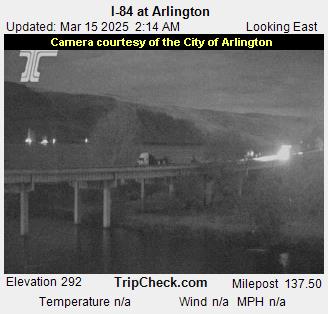 I-84 at Arlington
Updated: Mar 15 2025 2:14 AM Looking East
Camera courtesy of the City of Arlington
Elevation 292 TripCheck.com Milepost 137.50
Temperature n/a Wind n/a MPH n/a